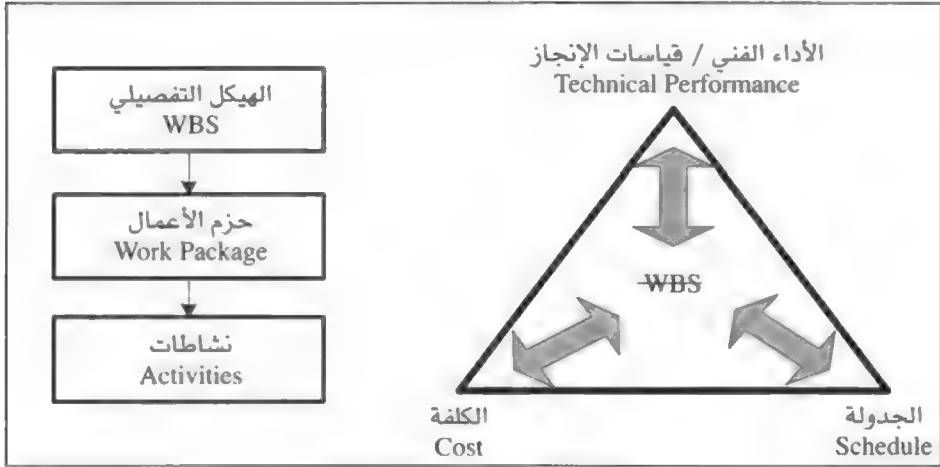 الهيكل التفصيلي
WBS
حزم الأعمال
Work Package
نشاطات
Activities
الأداء الفني / قياسات الإنجاز
Technical Performance
WBS
الكلفة
Cost
الجدولة
Schedule